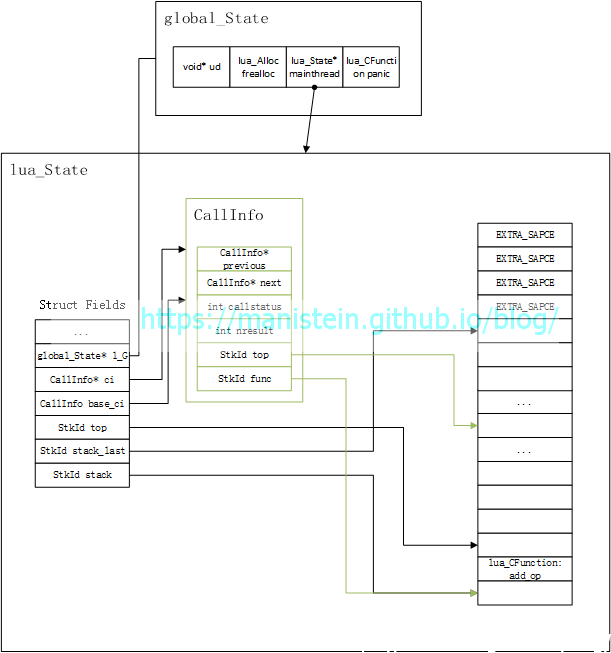 global_State
void* ud
lua_Alloc
frealloc
lua_State*
mainthread
lua_CFuncti
on panic
lua_State
CallInfo
CallInfo*
previous
CallInfo* next
int callstatus
int nresult
StkId top
StkId func
Struct Fields
...
global_State* l_G
CallInfo* ci
CallInfo base_ci
StkId top
StkId stack_last
StkId stack
EXTRA_SAPCE
EXTRA_SAPCE
EXTRA_SAPCE
EXTRA_SAPCE
...
...
lua_CFunction:
add_op
https://manistein.github.io/blog/